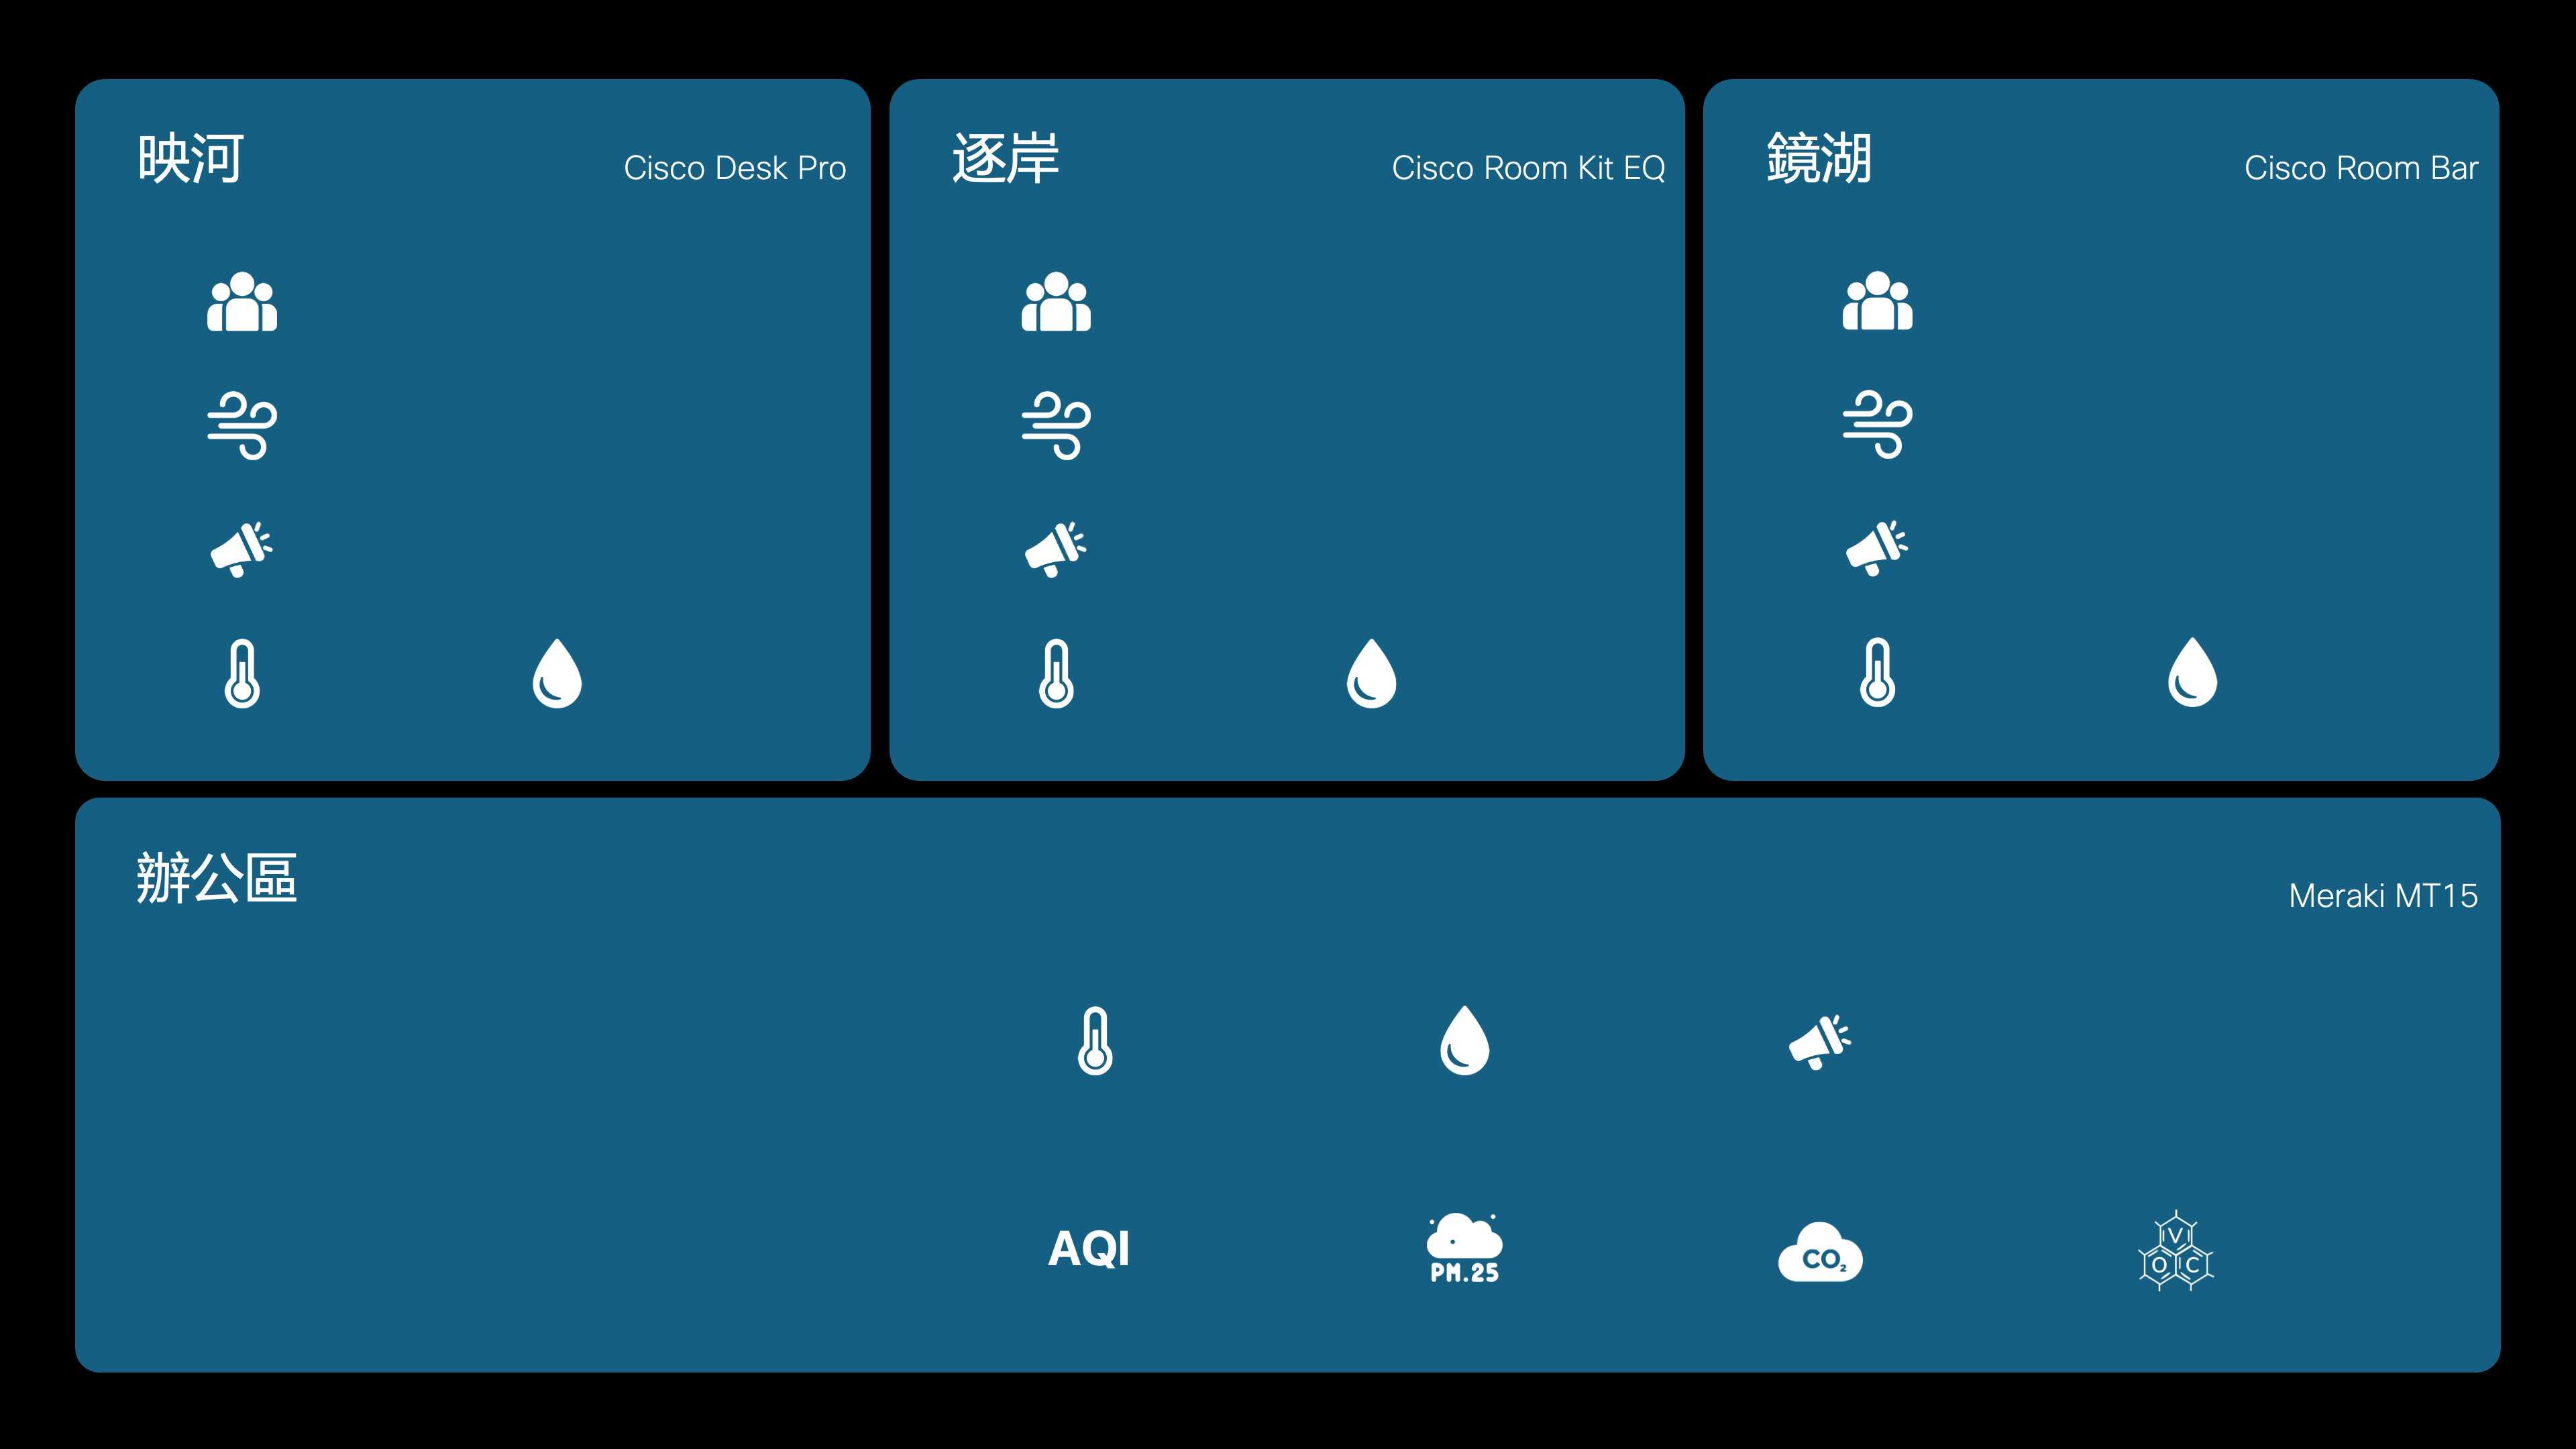 映河
Cisco Desk Pro
逐岸
Cisco Room Kit EQ
鏡湖
Cisco Room Bar
辦公區
Meraki MT15
AQI
PM.25
CO₂
V
O C